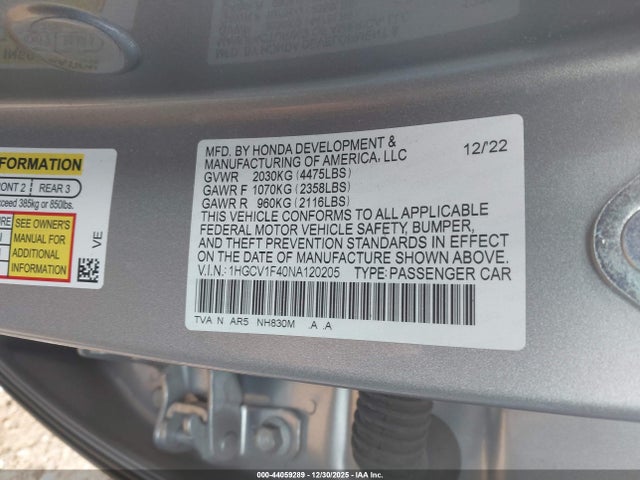 MFD. BY HONDA DEVELOPMENT & 12/22
MANUFACTURING OF AMERICA, LLC
GVWR 2030KG (4475LBS)
GAWR F 1070KG (2358LBS)
GAWR R 960KG (2116LBS)
THIS VEHICLE CONFORMS TO ALL APPLICABLE
FEDERAL MOTOR VEHICLE SAFETY, BUMPER,
AND THEFT PREVENTION STANDARDS IN EFFECT
ON THE DATE OF MANUFACTURE SHOWN ABOVE.
V.I.N.: 1HGCV1F40NA120205 TYPE: PASSENGER CAR
TVA N AR5 NH830M .A .A
FORMATION
ONT 2 REAR 3
xceed 385kg or 850lbs.
SEE OWNER'S
MANUAL FOR
ADDITIONAL
INFORMATION
VE
000-44059289 - 12/30/2025 - IAA Inc.